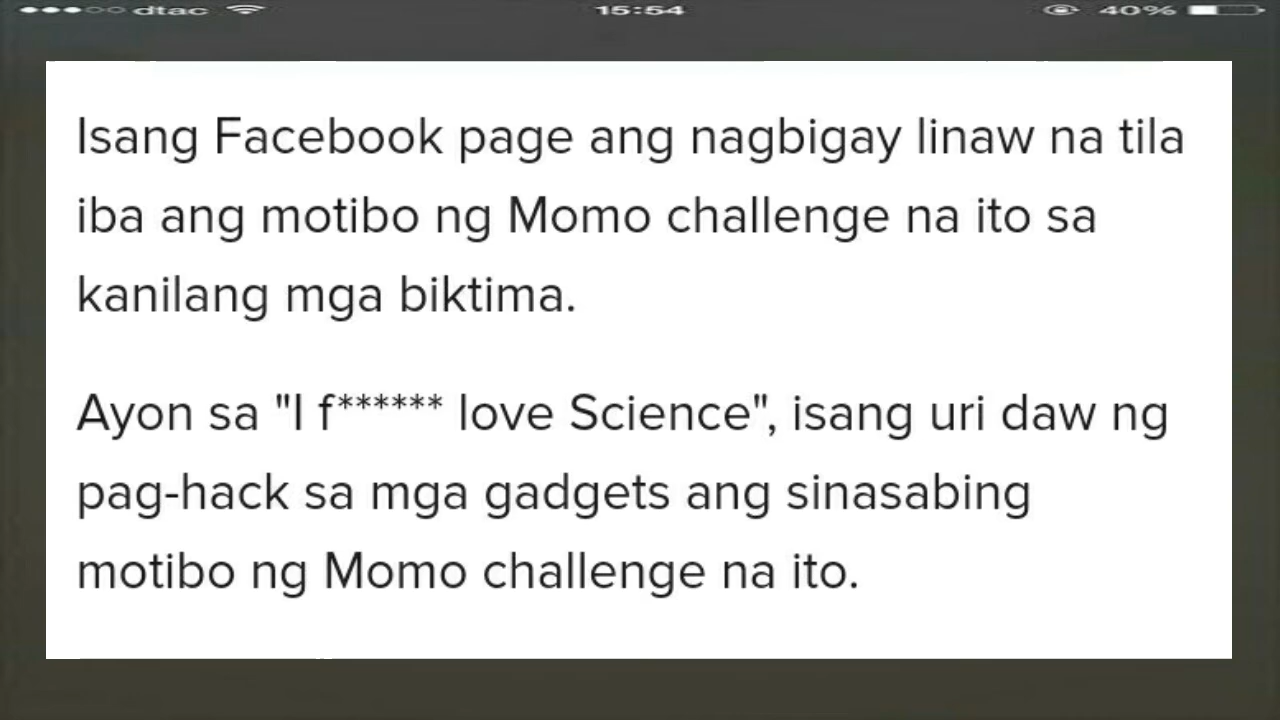 dtac 15:54 40%
Isang Facebook page ang nagbigay linaw na tila
iba ang motibo ng Momo challenge na ito sa
kanilang mga biktima.
Ayon sa "I f****** love Science", isang uri daw ng
pag-hack sa mga gadgets ang sinasabing
motibo ng Momo challenge na ito.